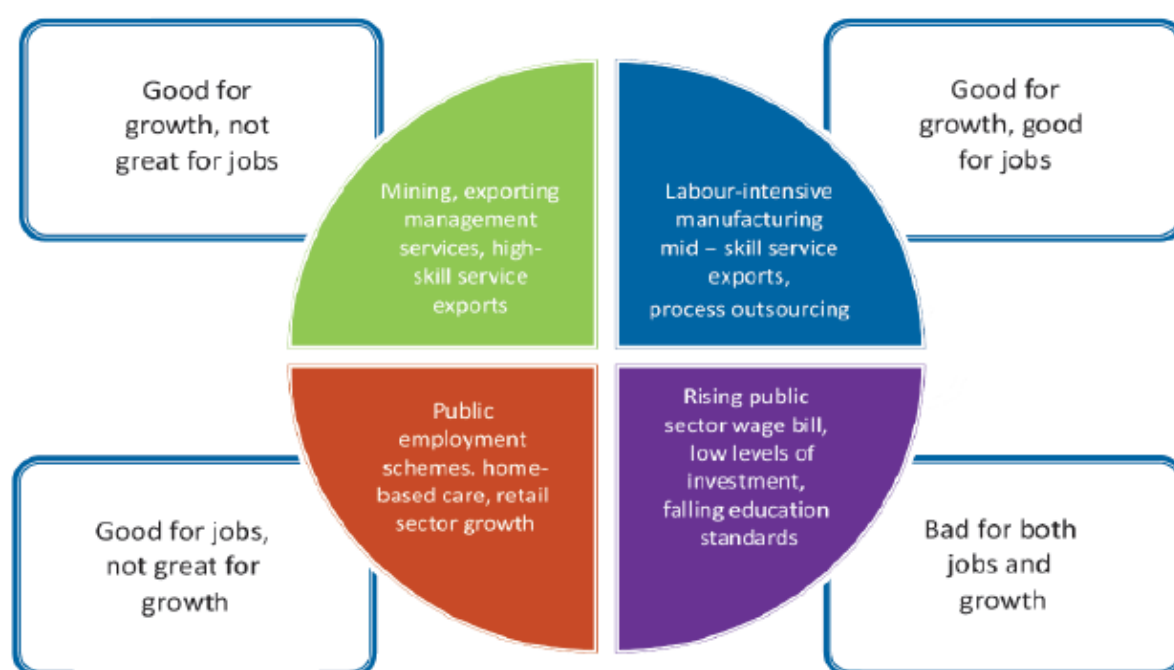 Good for
growth, not
great for jobs
Mining, exporting
management
services, high-
skill service
exports
Labour-intensive
manufacturing
mid – skill service
exports,
process outsourcing
Good for
growth, good
for jobs
Good for jobs,
not great for
growth
Public
employment
schemes. home-
based care, retail
sector growth
Rising public
sector wage bill,
low levels of
investment,
falling education
standards
Bad for both
jobs and
growth